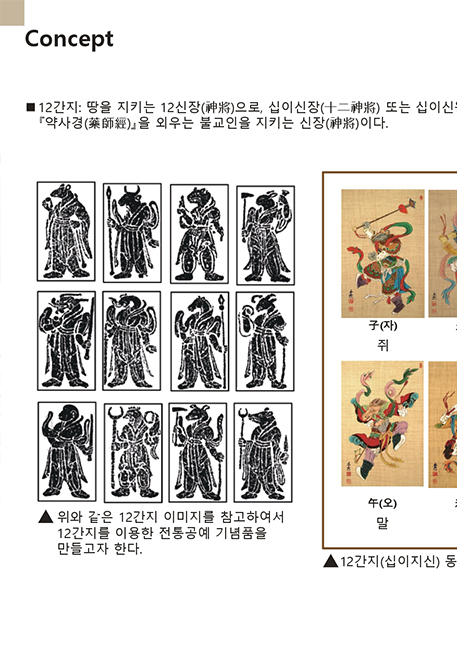 Concept
■ 12간지: 땅을 지키는 12신장(神將)으로, 십이신장(十二神將) 또는 십이신
『약사경(藥師經)』을 외우는 불교인을 지키는 신장(神將)이다.
子(자)
쥐
午(오)
말
▲ 위와 같은 12간지 이미지를 참고하여서
12간지를 이용한 전통공예 기념품을
만들고자 한다.
▲12간지(십이지신) 동